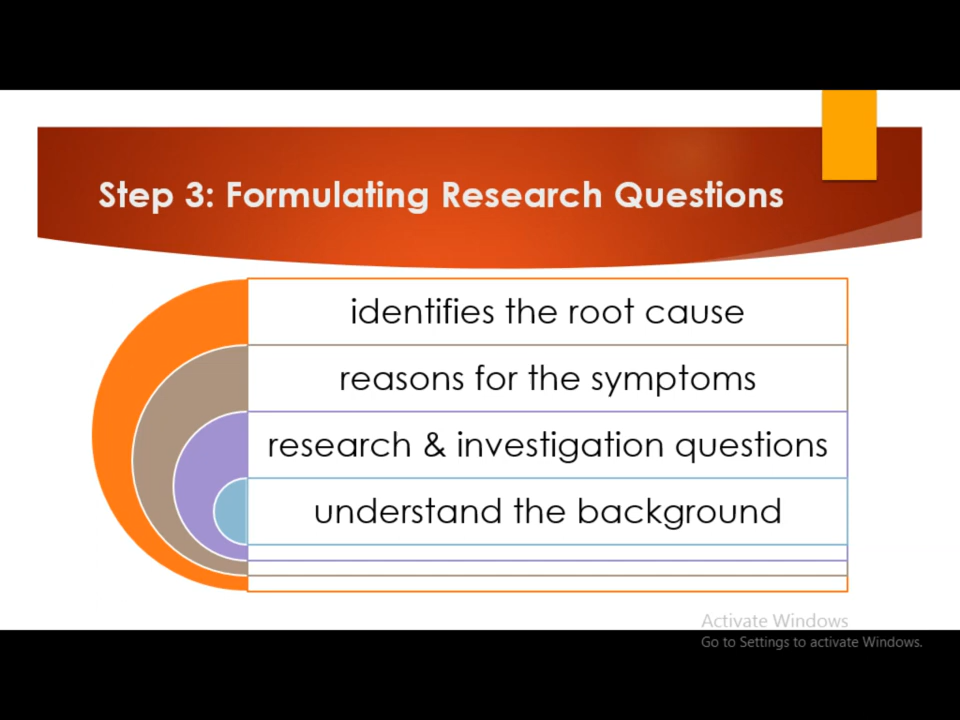 Step 3: Formulating Research Questions
identifies the root cause
reasons for the symptoms
research & investigation questions
understand the background
Activate Windows
Go to Settings to activate Windows.